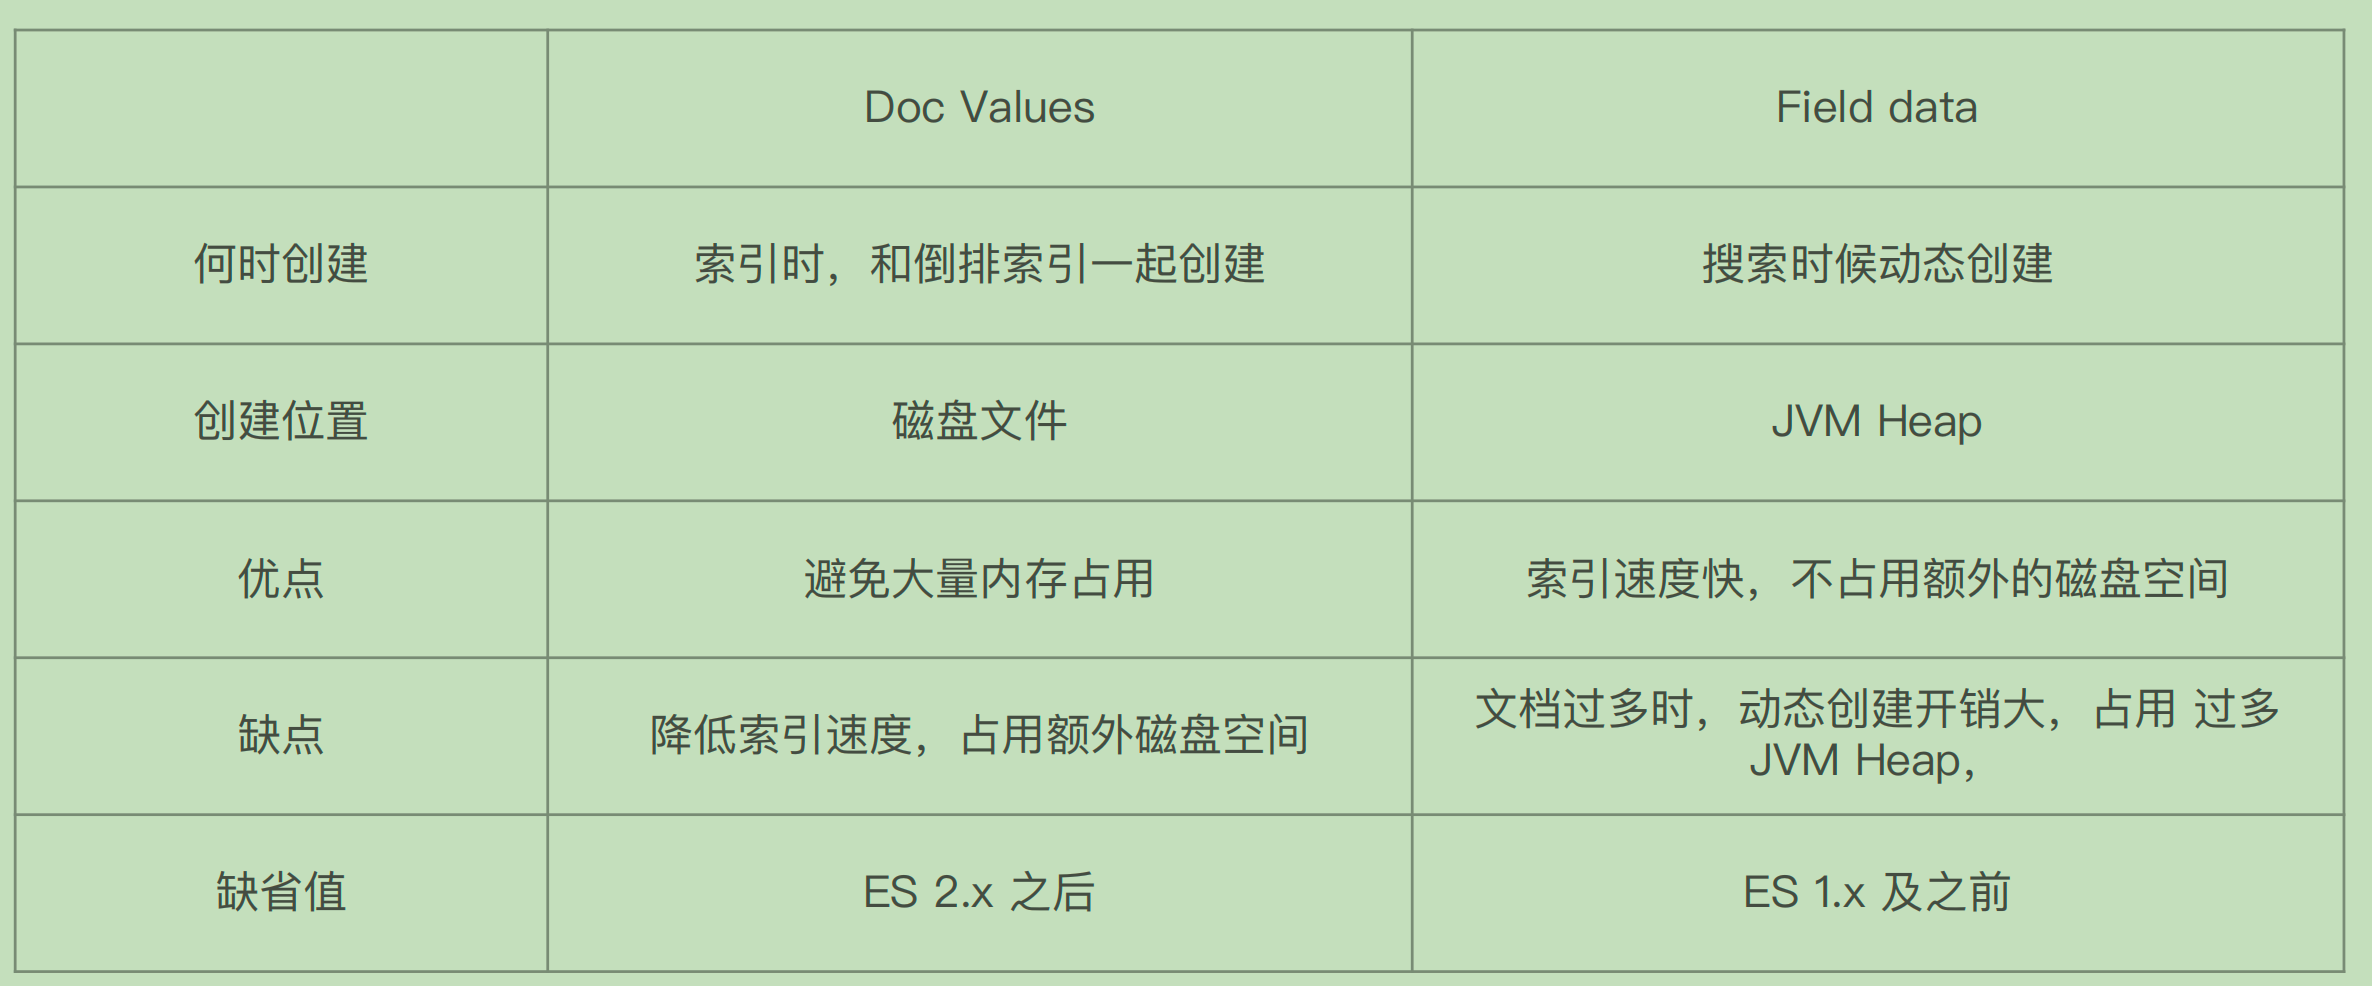 Doc Values
Field data
何时创建
索引时，和倒排索引一起创建
搜索时候动态创建
创建位置
磁盘文件
JVM Heap
优点
避免大量内存占用
索引速度快，不占用额外的磁盘空间
缺点
降低索引速度，占用额外磁盘空间
文档过多时，动态创建开销大，占用 过多
JVM Heap，
缺省值
ES 2.x 之后
ES 1.x 及之前